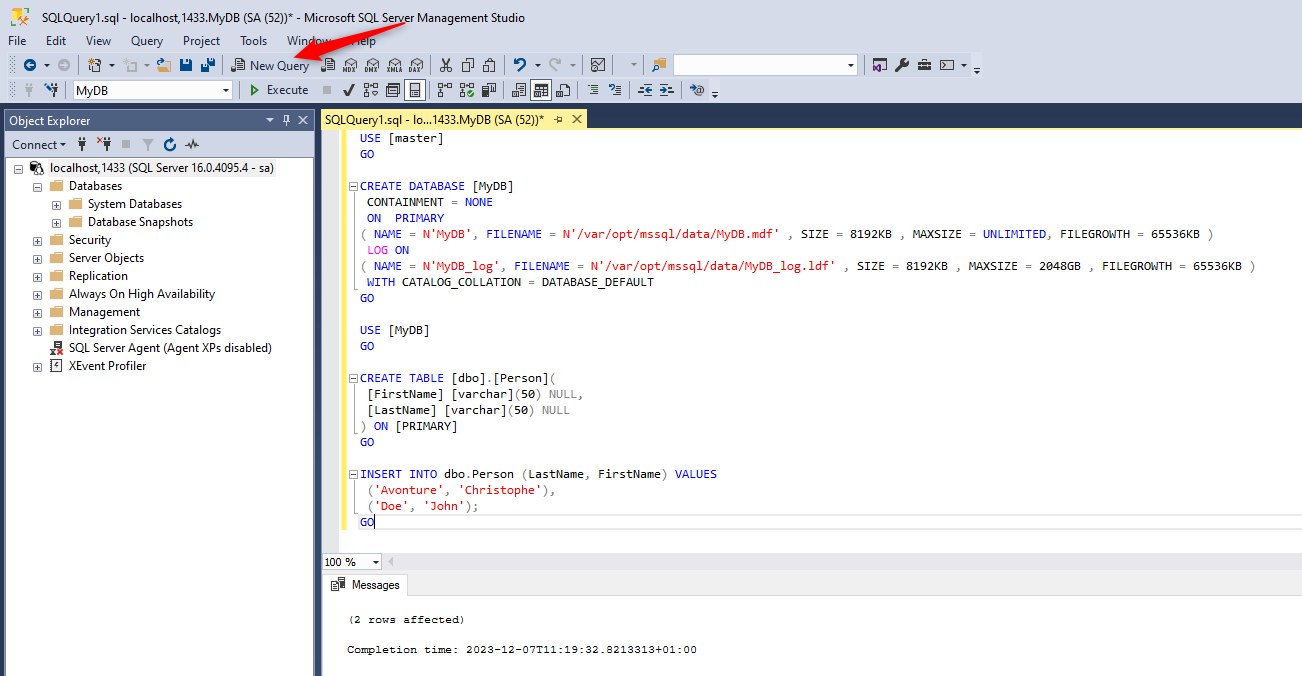 SQLQuery1.sql - localhost,1433.MyDB (SA (52))* - Microsoft SQL Server Management Studio
File Edit View Query Project Tools Window Help
New Query MDX DMX XMLA DAX
MyDB Execute
Object Explorer
Connect
localhost,1433 (SQL Server 16.0.4095.4 - sa)
Databases
System Databases
Database Snapshots
Security
Server Objects
Replication
Always On High Availability
Management
Integration Services Catalogs
SQL Server Agent (Agent XPs disabled)
XEvent Profiler
SQLQuery1.sql - lo...1433.MyDB (SA (52))*
USE [master]
GO
CREATE DATABASE [MyDB]
CONTAINMENT = NONE
ON  PRIMARY
( NAME = N'MyDB', FILENAME = N'/var/opt/mssql/data/MyDB.mdf' , SIZE = 8192KB , MAXSIZE = UNLIMITED, FILEGROWTH = 65536KB )
LOG ON
( NAME = N'MyDB_log', FILENAME = N'/var/opt/mssql/data/MyDB_log.ldf' , SIZE = 8192KB , MAXSIZE = 2048GB , FILEGROWTH = 65536KB )
WITH CATALOG_COLLATION = DATABASE_DEFAULT
GO
USE [MyDB]
GO
CREATE TABLE [dbo].[Person](
[FirstName] [varchar](50) NULL,
[LastName] [varchar](50) NULL
) ON [PRIMARY]
GO
INSERT INTO dbo.Person (LastName, FirstName) VALUES
('Avonture', 'Christophe'),
('Doe', 'John');
GO
100 %
Messages
(2 rows affected)
Completion time: 2023-12-07T11:19:32.8213313+01:00